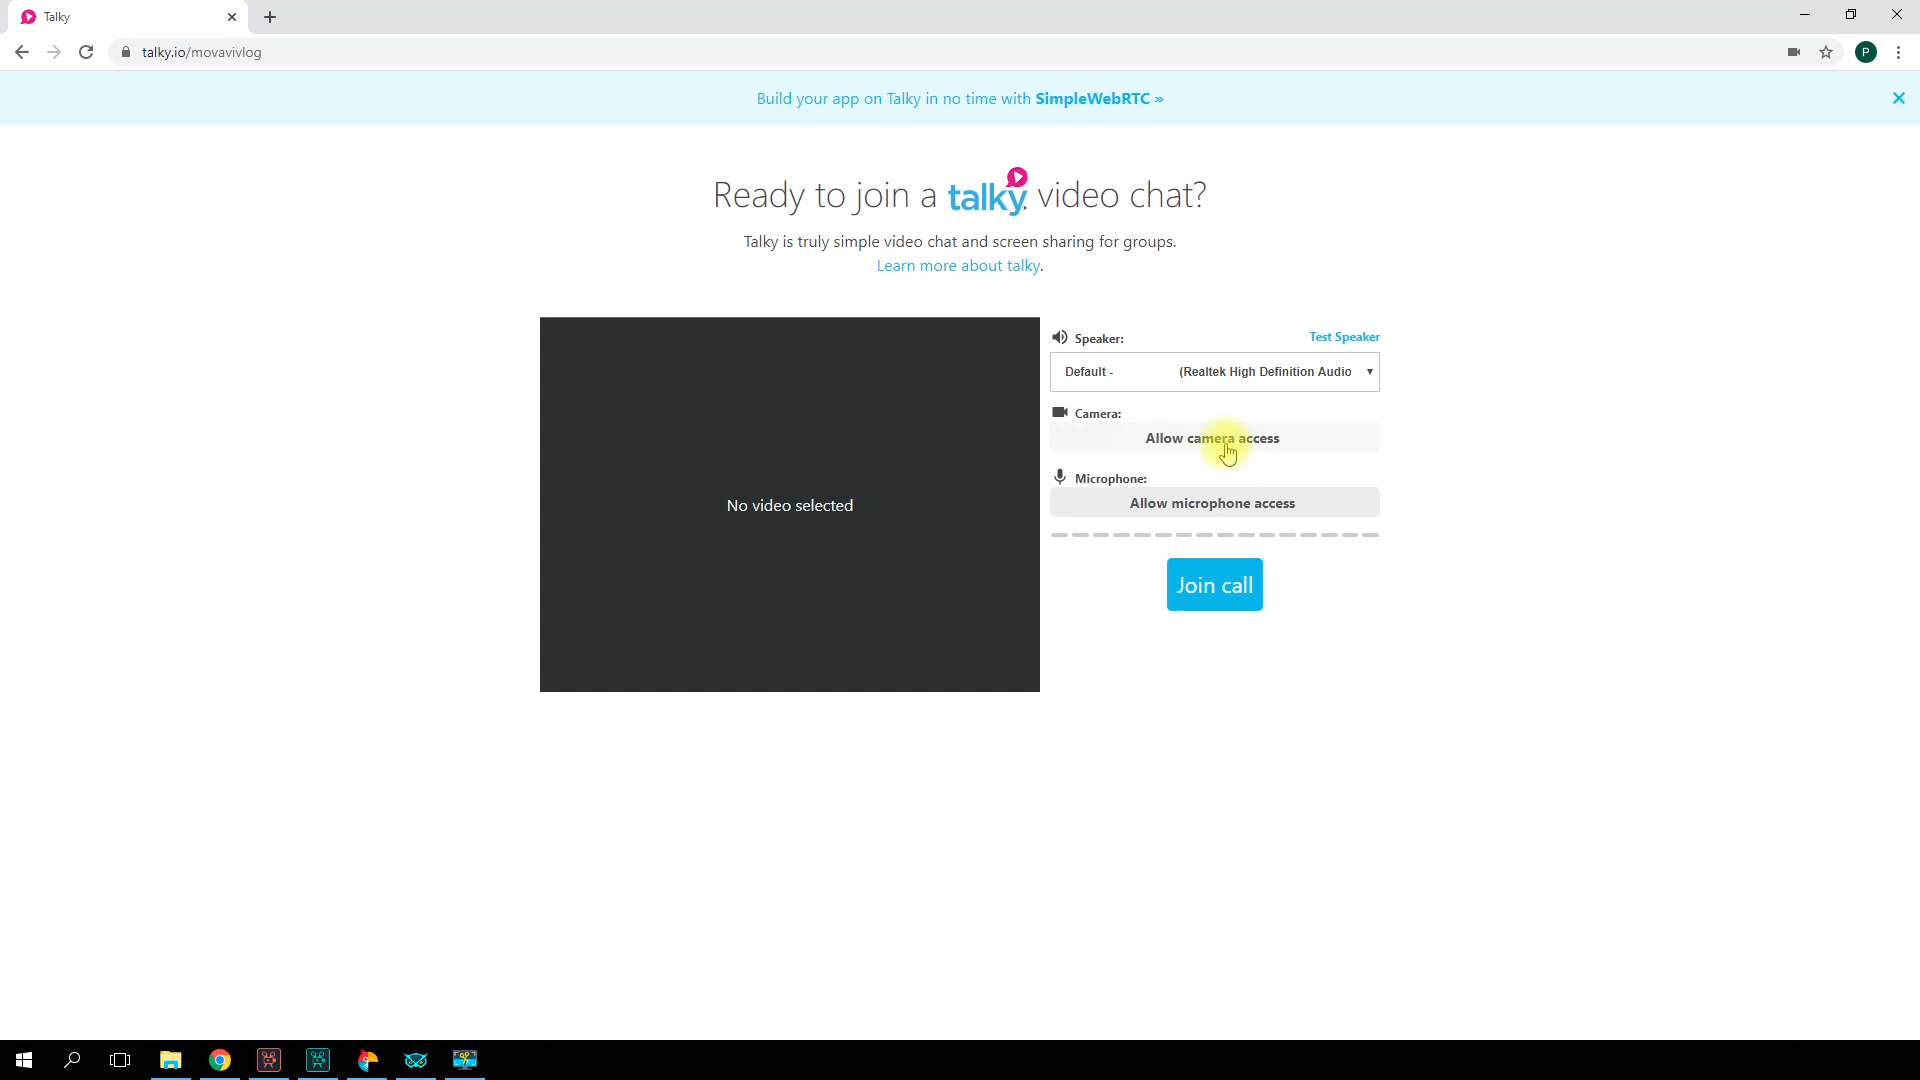 Talky
talky.io/movavivlog
P
Build your app on Talky in no time with SimpleWebRTC »
Ready to join a talky. video chat?
Talky is truly simple video chat and screen sharing for groups.
Learn more about talky.
Speaker:
Test Speaker
Default - (Realtek High Definition Audio
Camera:
Allow camera access
No video selected
Microphone:
Allow microphone access
Join call